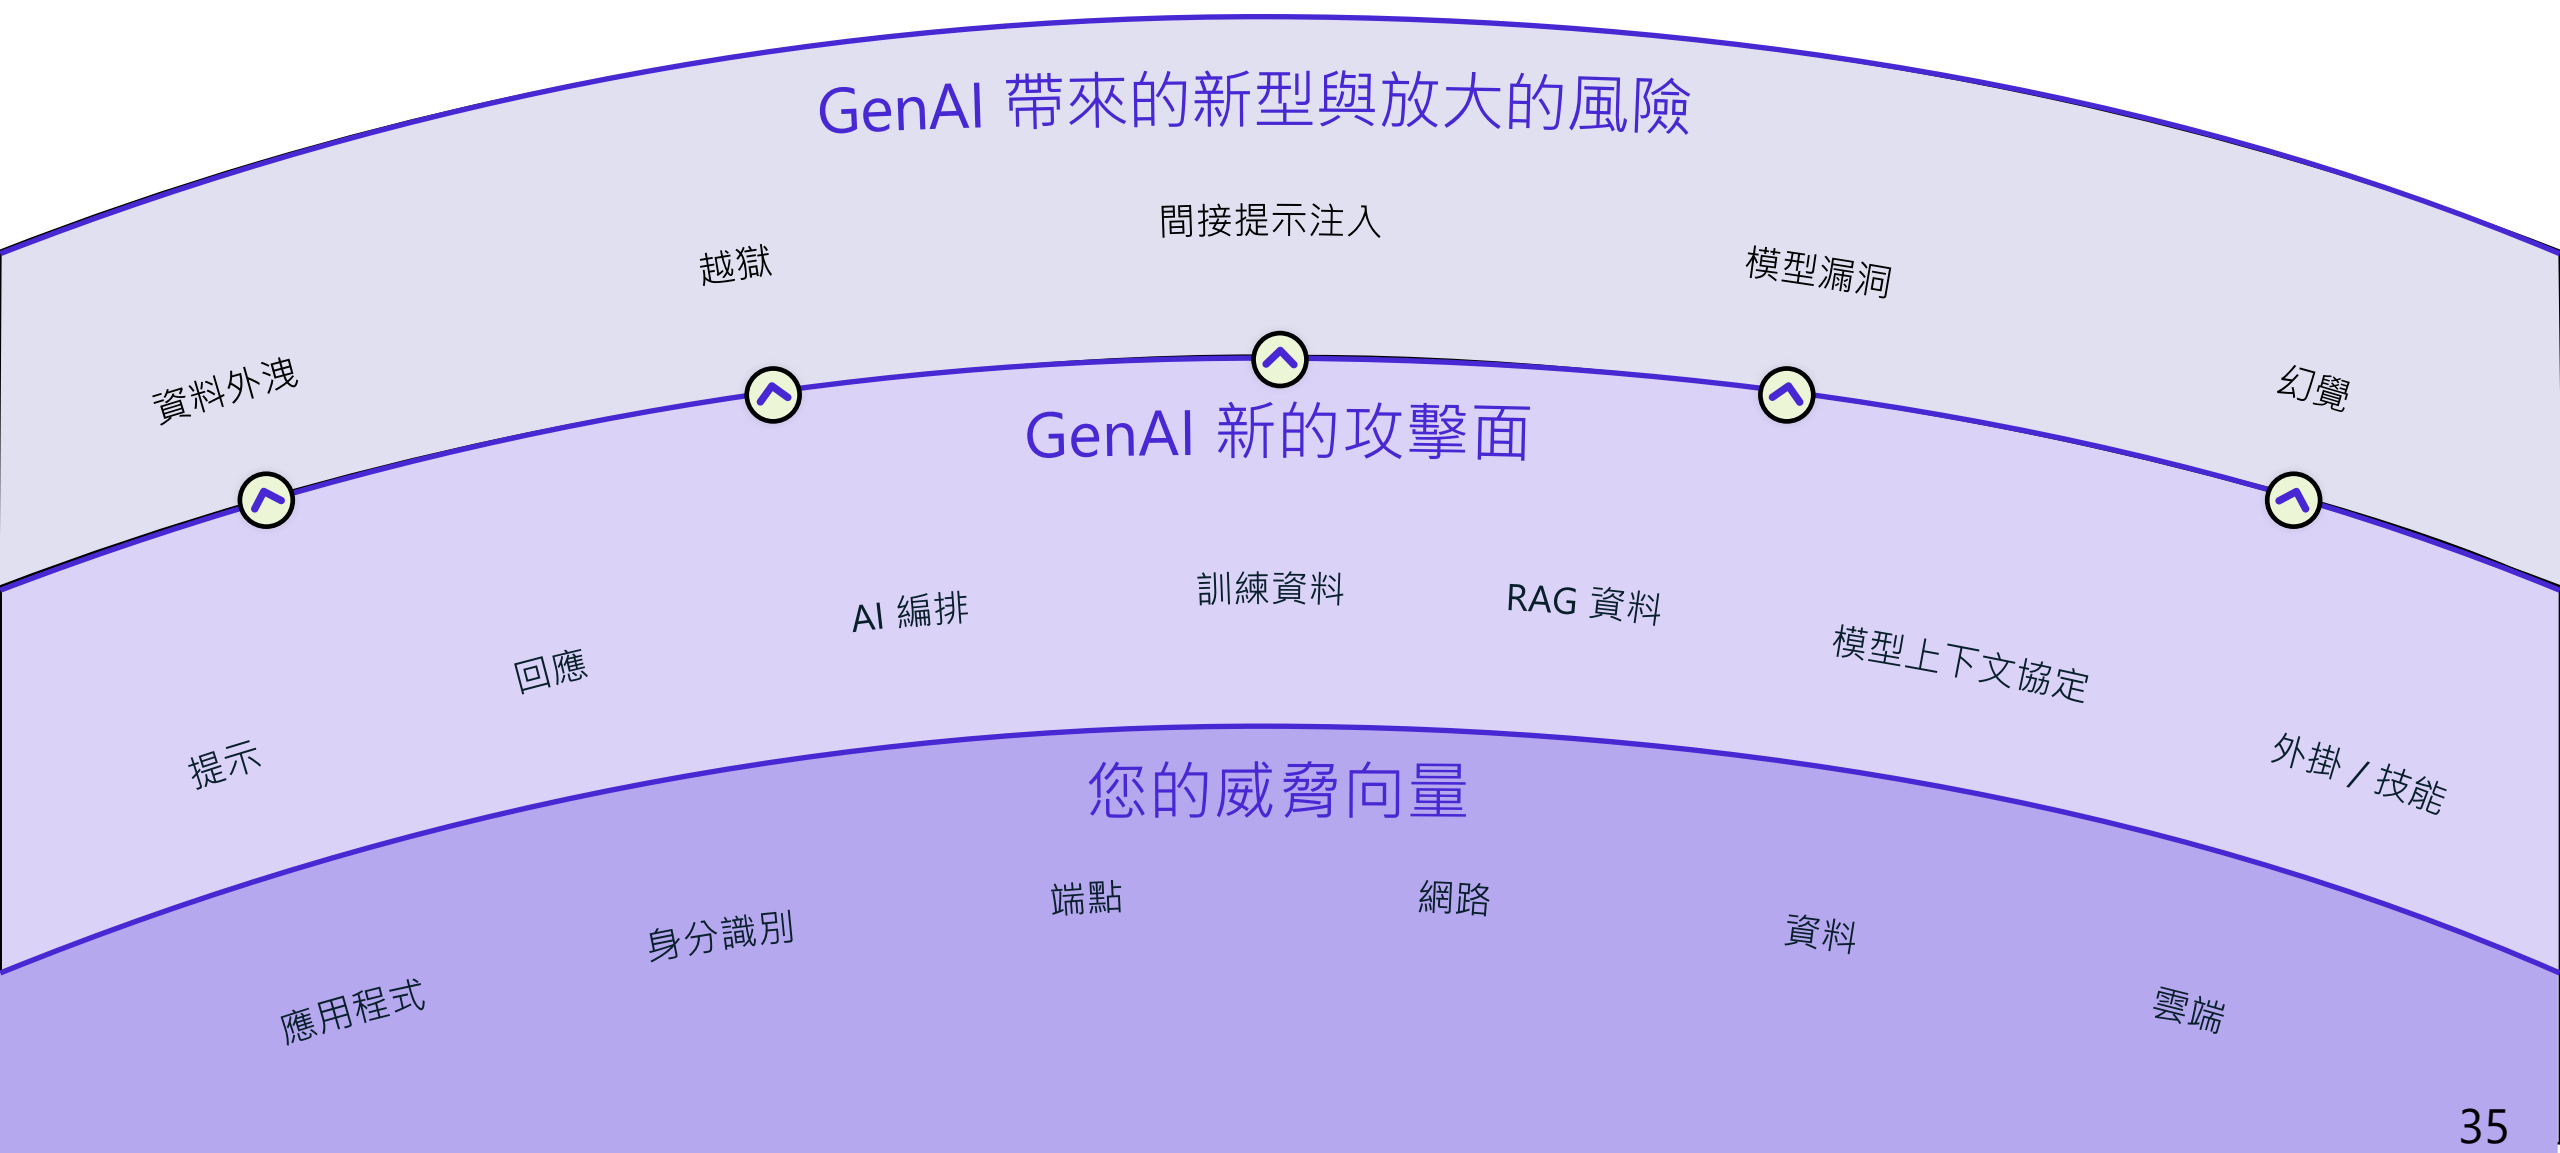 GenAI 帶來的新型與放大的風險
資料外洩
越獄
間接提示注入
模型漏洞
幻覺
GenAI 新的攻擊面
提示
回應
AI 編排
訓練資料
RAG 資料
模型上下文協定
外掛 / 技能
您的威脅向量
應用程式
身分識別
端點
網路
資料
雲端
35